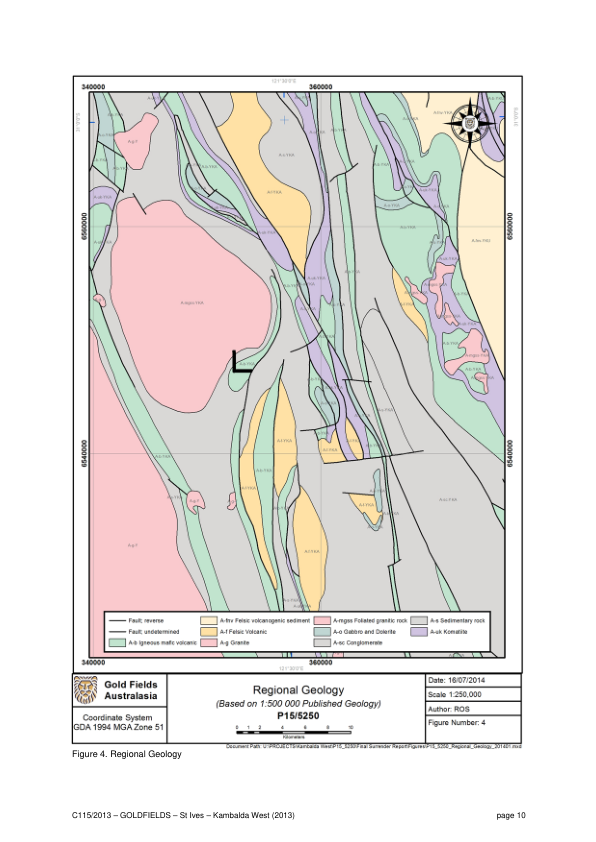 340000
121°30'0"E
360000
6560000
6560000
6540000
6540000
Fault; reverse
Fault; undetermined
A-b Igneous mafic volcanic
A-fnv Felsic volcanogenic sediment
A-f Felsic Volcanic
A-g Granite
A-mgss Foliated granitic rock
A-o Gabbro and Dolerite
A-sc Conglomerate
A-s Sedimentary rock
A-uk Komatiite
340000
121°30'0"E
360000
Gold Fields
Australasia
Coordinate System
GDA 1994 MGA Zone 51
Regional Geology
(Based on 1:500 000 Published Geology)
P15/5250
0 1 2 4 6 8 10
Kilometers
Date: 16/07/2014
Scale 1:250,000
Author: ROS
Figure Number: 4
Document Path: U:\PROJECTS\Kambalda West\P15_5250\Final Surrender Report\Figures\P15_5250_Regional_Geology_201401.mxd
Figure 4. Regional Geology
C115/2013 – GOLDFIELDS – St Ives – Kambalda West (2013)
page 10